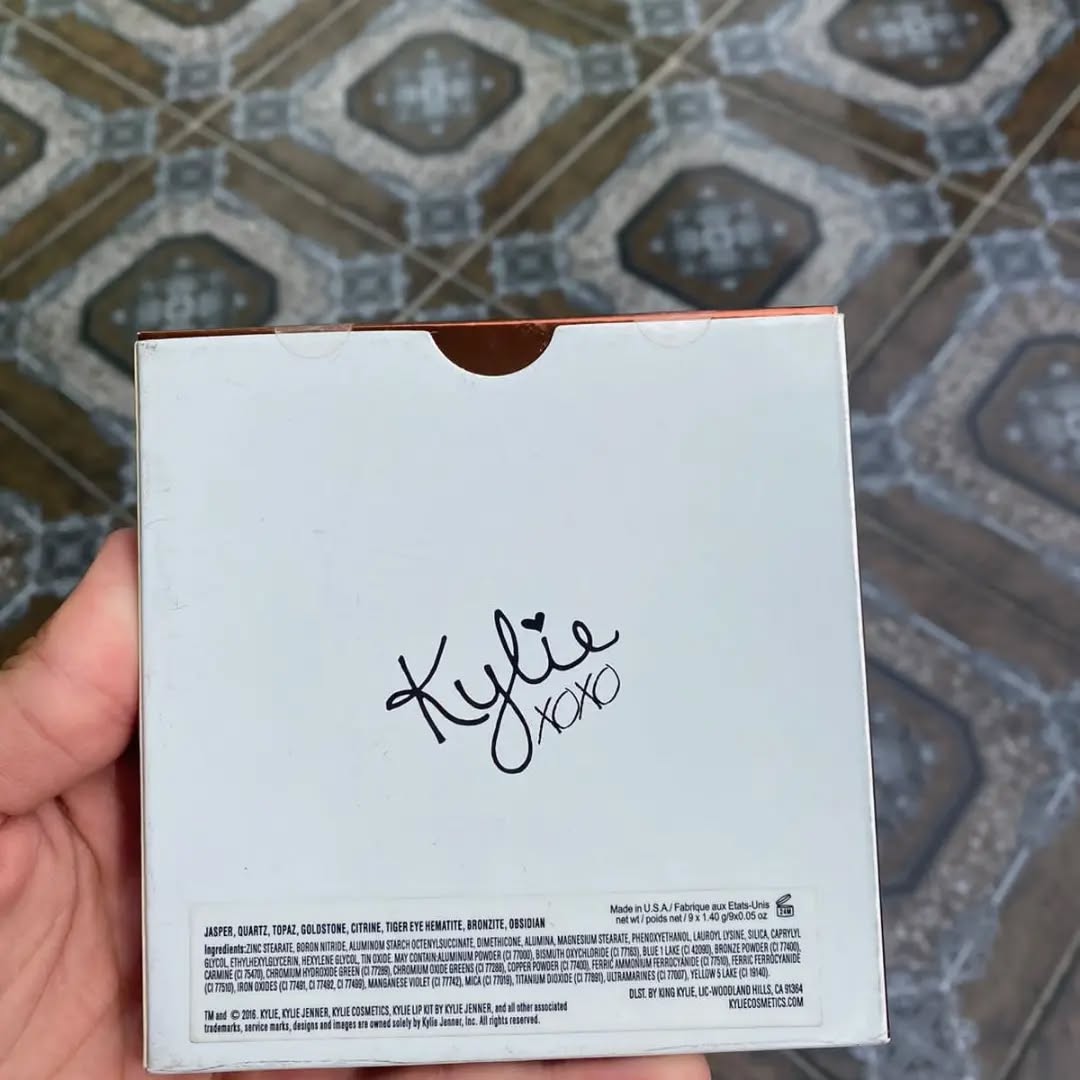 Kylie
XOXO
Made in U.S.A./ Fabrique aux Etats-Unis
net wt / poids net / 9 x 1.40 g/9x0.05 oz
24M
JASPER, QUARTZ, TOPAZ, GOLDSTONE, CITRINE, TIGER EYE HEMATITE, BRONZITE, OBSIDIAN
Ingredients:ZINC STEARATE, BORON NITRIDE, ALUMINOM STARCH OCTENYLSUCCINATE, DIMETHICONE, ALUMINA, MAGNESIUM STEARATE, PHENOXYETHANOL, LAUROYL LYSINE, SILICA, CAPRYLYL
GLYCOL, ETHYLHEXYLGLYCERIN, HEXYLENE GLYCOL, TIN OXIDE. MAY CONTAIN:ALUMINUM POWDER (CI 77000), BISMUTH OXYCHLORIDE (CI 77163), BLUE 1 LAKE (CI 42090), BRONZE POWDER (CI 77400),
CARMINE (CI 75470), CHROMIUM HYDROXIDE GREEN (CI 77289), CHROMIUM OXIDE GREENS (CI 77288), COPPER POWDER (CI 77400), FERRIC AMMONIUM FERROCYANIDE (CI 77510), FERRIC FERROCYANIDE
(CI 77510), IRON OXIDES (CI 77491, CI 77492, CI 77499), MANGANESE VIOLET (CI 77742), MICA (CI 77019), TITANIUM DIOXIDE (CI 77891), ULTRAMARINES (CI 77007), YELLOW 5 LAKE (CI 19140).
DLST. BY KING KYLIE, LIC-WOODLAND HILLS, CA 91364
KYLIECOSMETICS.COM
TM and © 2016. KYLIE, KYLIE JENNER, KYLIE COSMETICS, KYLIE LIP KIT BY KYLIE JENNER, and all other associated
trademarks, service marks, designs and images are owned solely by Kylie Jenner, Inc. All rights reserved.